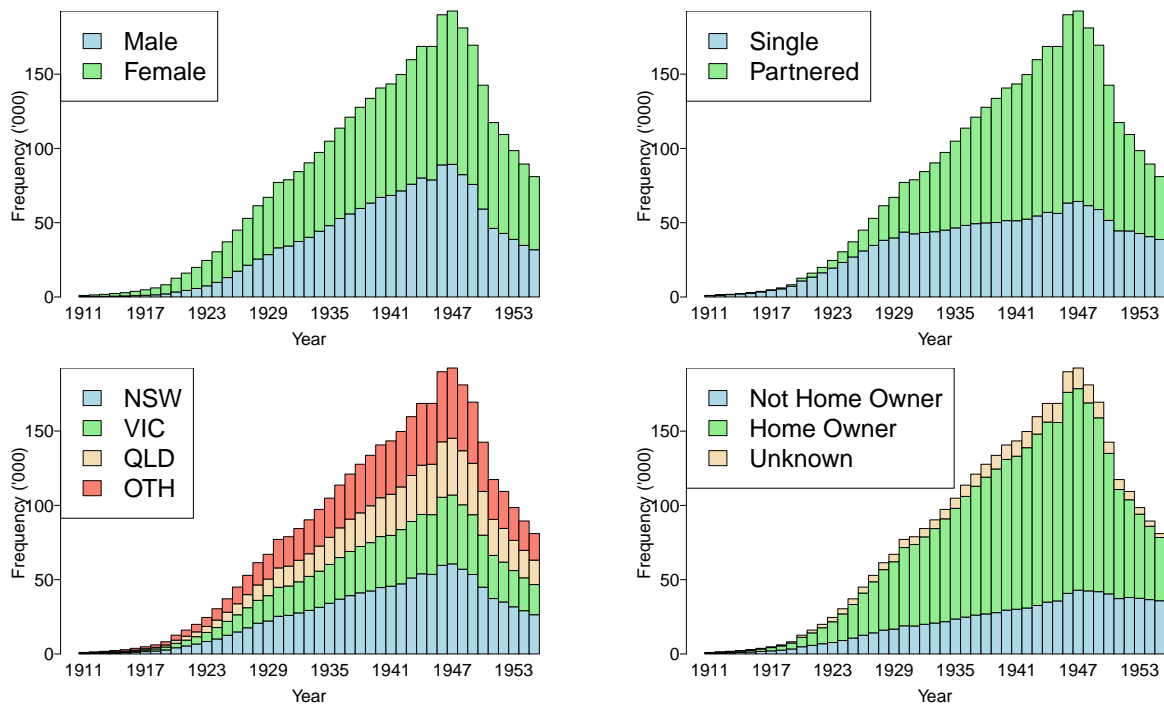 Male
Female
Frequency ('000)
0
50
100
150
1911 1917 1923 1929 1935 1941 1947 1953
Year
Single
Partnered
Frequency ('000)
0
50
100
150
1911 1917 1923 1929 1935 1941 1947 1953
Year
NSW
VIC
QLD
OTH
Frequency ('000)
0
50
100
150
1911 1917 1923 1929 1935 1941 1947 1953
Year
Not Home Owner
Home Owner
Unknown
Frequency ('000)
0
50
100
150
1911 1917 1923 1929 1935 1941 1947 1953
Year